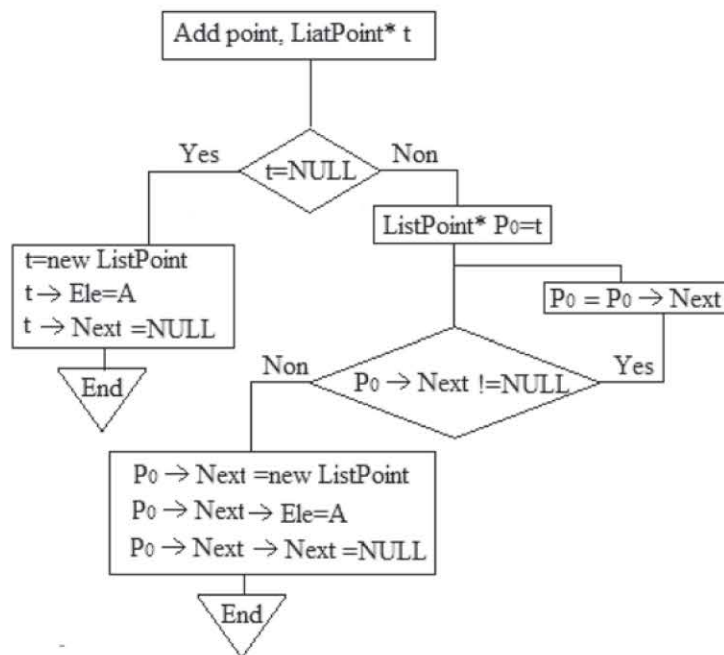 Add point, LiatPoint* t
t=NULL
Yes
Non
ListPoint* P₀=t
t=new ListPoint
t → Ele=A
t → Next =NULL
End
P₀ = P₀ → Next
P₀ → Next !=NULL
Non
Yes
P₀ → Next =new ListPoint
P₀ → Next → Ele=A
P₀ → Next → Next =NULL
End